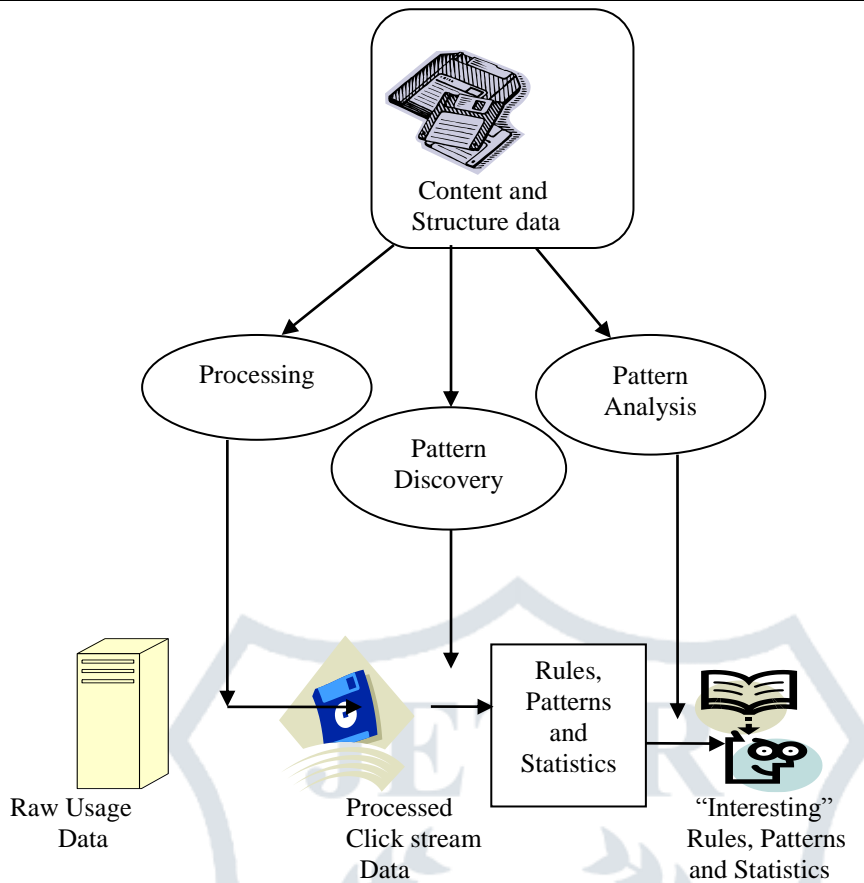 Content and
Structure data
Processing
Pattern
Analysis
Pattern
Discovery
Rules,
Patterns
and
Statistics
Raw Usage
Data
Processed
Click stream
Data
“Interesting”
Rules, Patterns
and Statistics